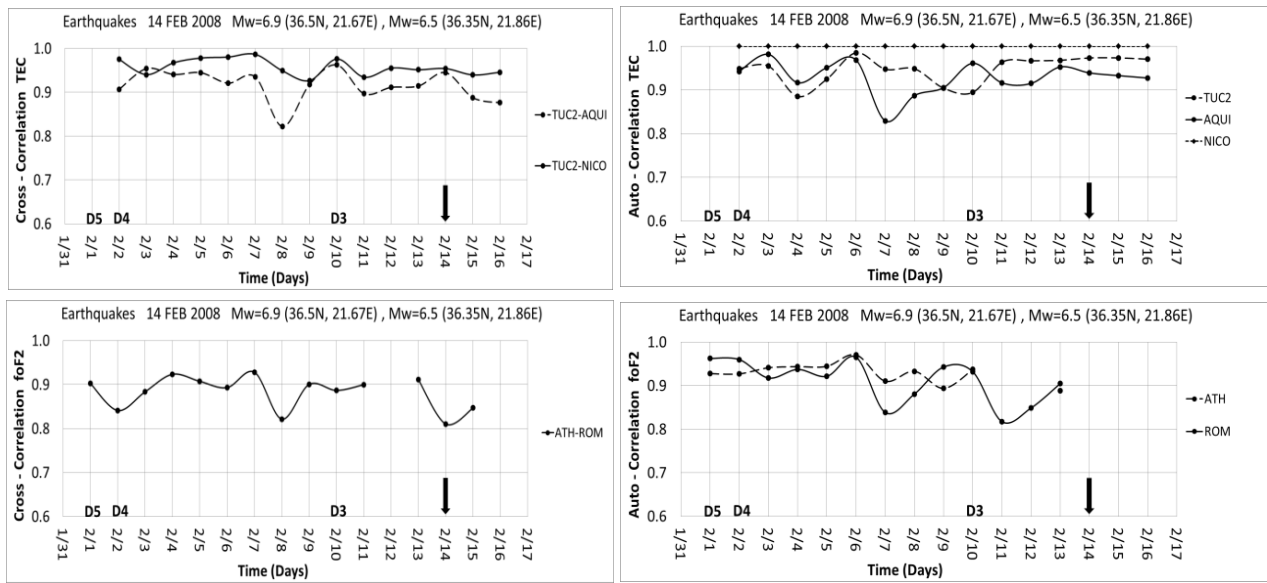 Earthquakes 14 FEB 2008 Mw=6.9 (36.5N, 21.67E) , Mw=6.5 (36.35N, 21.86E)
Cross - Correlation TEC
1.0
0.9
0.8
0.7
0.6
D5 D4 D3
TUC2-AQUI
TUC2-NICO
1/31 2/1 2/2 2/3 2/4 2/5 2/6 2/7 2/8 2/9 2/10 2/11 2/12 2/13 2/14 2/15 2/16 2/17
Time (Days)
Earthquakes 14 FEB 2008 Mw=6.9 (36.5N, 21.67E) , Mw=6.5 (36.35N, 21.86E)
Auto - Correlation TEC
1.0
0.9
0.8
0.7
0.6
D5 D4 D3
TUC2
AQUI
NICO
1/31 2/1 2/2 2/3 2/4 2/5 2/6 2/7 2/8 2/9 2/10 2/11 2/12 2/13 2/14 2/15 2/16 2/17
Time (Days)
Earthquakes 14 FEB 2008 Mw=6.9 (36.5N, 21.67E) , Mw=6.5 (36.35N, 21.86E)
Cross - Correlation foF2
1.0
0.9
0.8
0.7
0.6
D5 D4 D3
ATH-ROM
1/31 2/1 2/2 2/3 2/4 2/5 2/6 2/7 2/8 2/9 2/10 2/11 2/12 2/13 2/14 2/15 2/16 2/17
Time (Days)
Earthquakes 14 FEB 2008 Mw=6.9 (36.5N, 21.67E) , Mw=6.5 (36.35N, 21.86E)
Auto - Correlation foF2
1.0
0.9
0.8
0.7
0.6
D5 D4 D3
ATH
ROM
1/31 2/1 2/2 2/3 2/4 2/5 2/6 2/7 2/8 2/9 2/10 2/11 2/12 2/13 2/14 2/15 2/16 2/17
Time (Days)